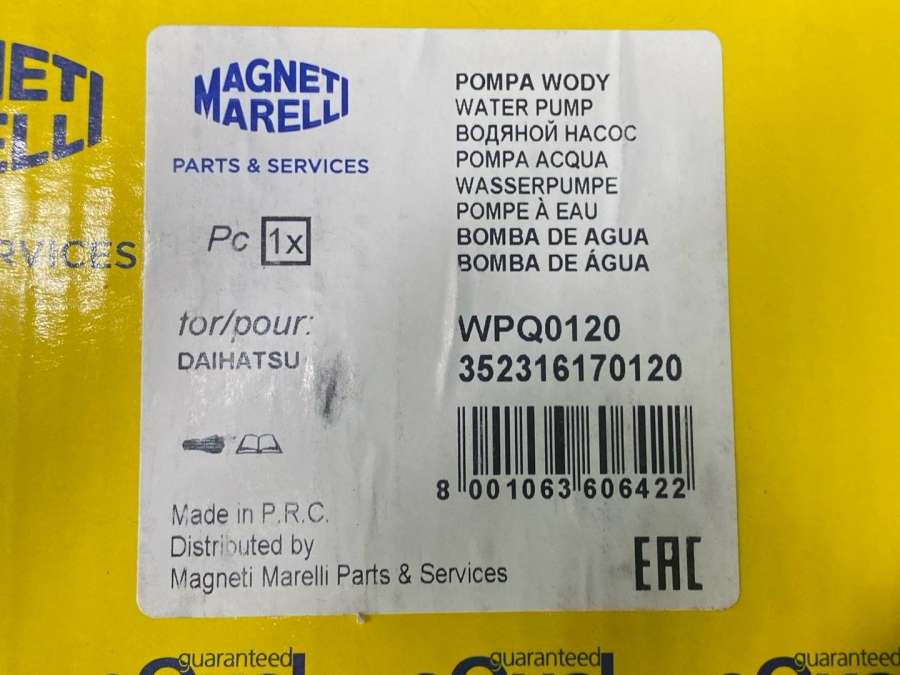 MAGNETI
MARELLI
PARTS & SERVICES
Pc 1x
for/pour:
DAIHATSU
Made in P.R.C.
Distributed by
Magneti Marelli Parts & Services
POMPA WODY
WATER PUMP
ВОДЯНОЙ НАСОС
POMPA ACQUA
WASSERPUMPE
POMPE À EAU
BOMBA DE AGUA
BOMBA DE ÁGUA
WPQ0120
352316170120
8 001063 606422
EAC
guaranteed
guaranteed
guaranteed